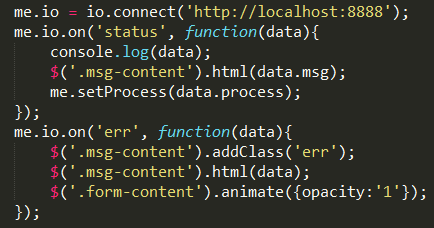 me.io = io.connect('http://localhost:8888');
me.io.on('status', function(data){
    console.log(data);
    $('.msg-content').html(data.msg);
    me.setProcess(data.process);
});
me.io.on('err', function(data){
    $('.msg-content').addClass('err');
    $('.msg-content').html(data);
    $('.form-content').animate({opacity:'1'});
});